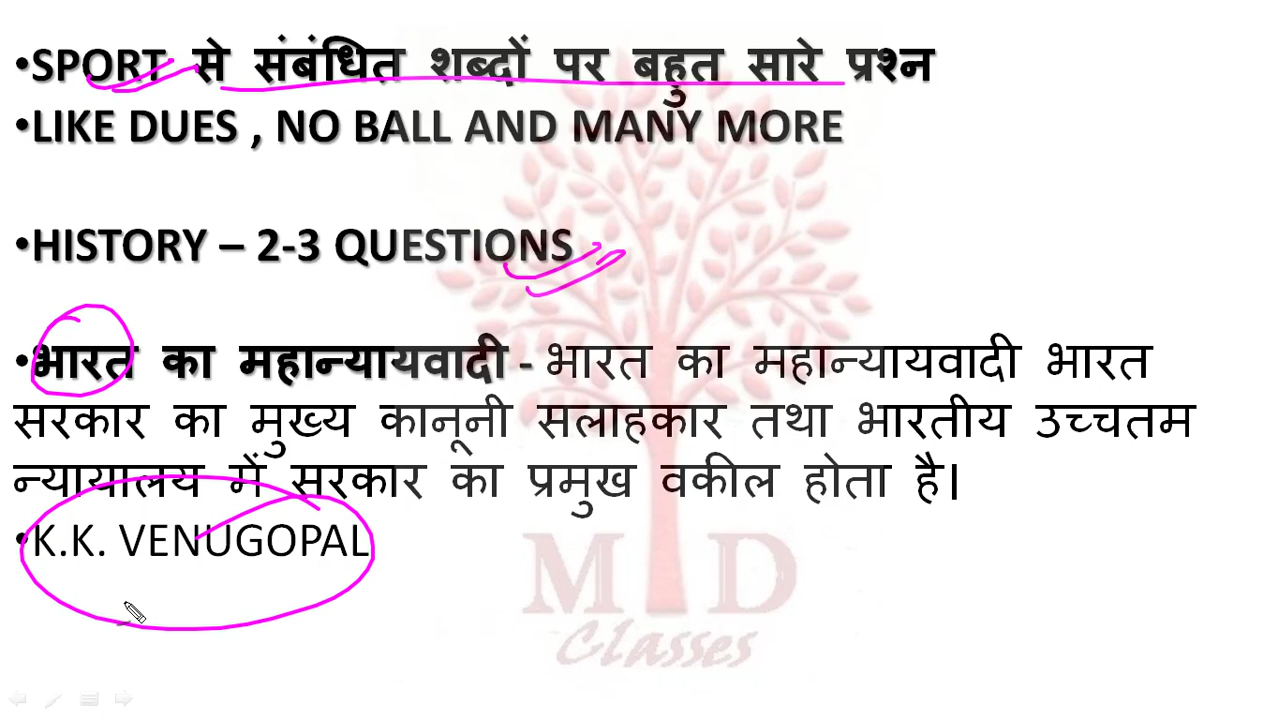 •SPORT से संबंधित शब्दों पर बहुत सारे प्रश्न
•LIKE DUES , NO BALL AND MANY MORE
•HISTORY – 2-3 QUESTIONS
•भारत का महान्यायवादी - भारत का महान्यायवादी भारत
सरकार का मुख्य कानूनी सलाहकार तथा भारतीय उच्चतम
न्यायालय में सरकार का प्रमुख वकील होता है।
•K.K. VENUGOPAL
M D
Classes